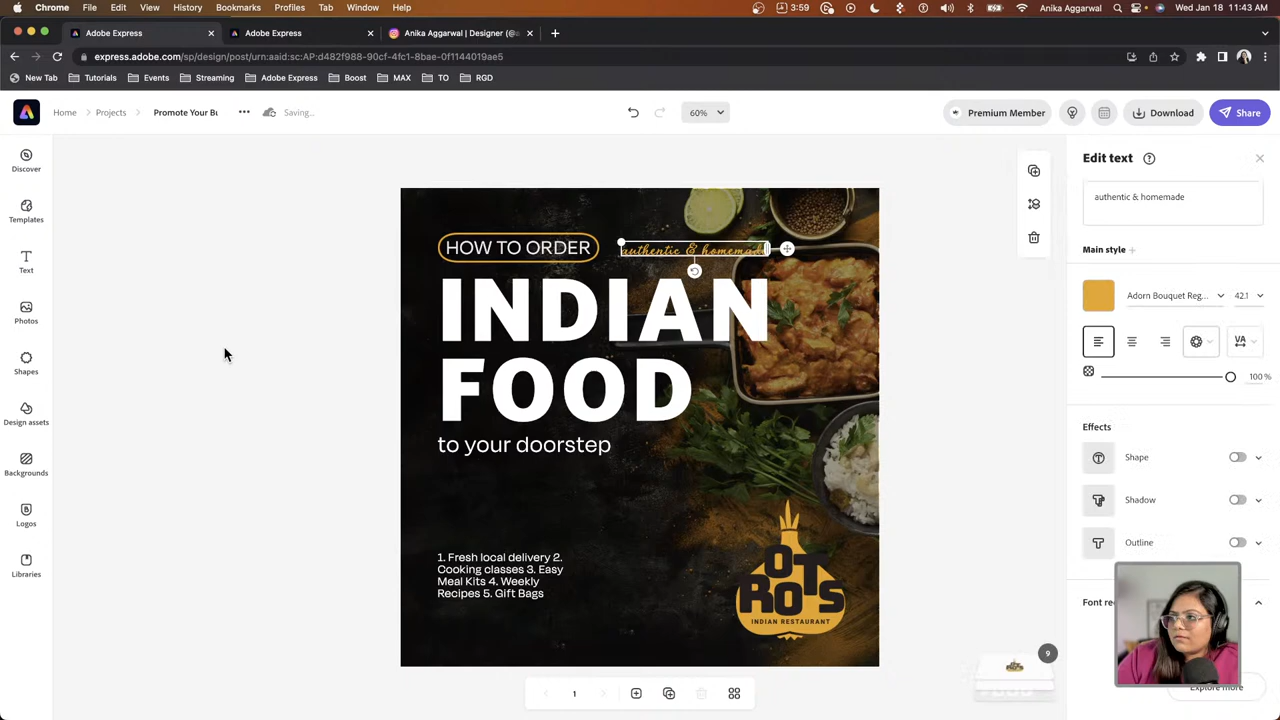 Chrome File Edit View History Bookmarks Profiles Tab Window Help 3:59 Wed Jan 18 11:43 AM
Adobe Express Adobe Express Anika Aggarwal | Designer (@a
express.adobe.com/sp/design/post/urn:aaid:sc:AP:d482f988-90cf-4fc1-8bae-0f1144019ae5
New Tab Tutorials Events Streaming Adobe Express Boost MAX TO RGD
Home Projects Promote Your Bu ••• Saving... 60% Premium Member Download Share
Discover
Templates
Text
Photos
Shapes
Design assets
Backgrounds
Logos
Libraries
HOW TO ORDER authentic & homemade
INDIAN
FOOD
to your doorstep
1. Fresh local delivery 2.
Cooking classes 3. Easy
Meal Kits 4. Weekly
Recipes 5. Gift Bags
ROOTS
INDIAN RESTAURANT
1
9
Edit text
authentic & homemade
Main style
Adorn Bouquet Reg... 42.1
VA
100 %
Effects
Shape
Shadow
Outline
Font re
Explore more